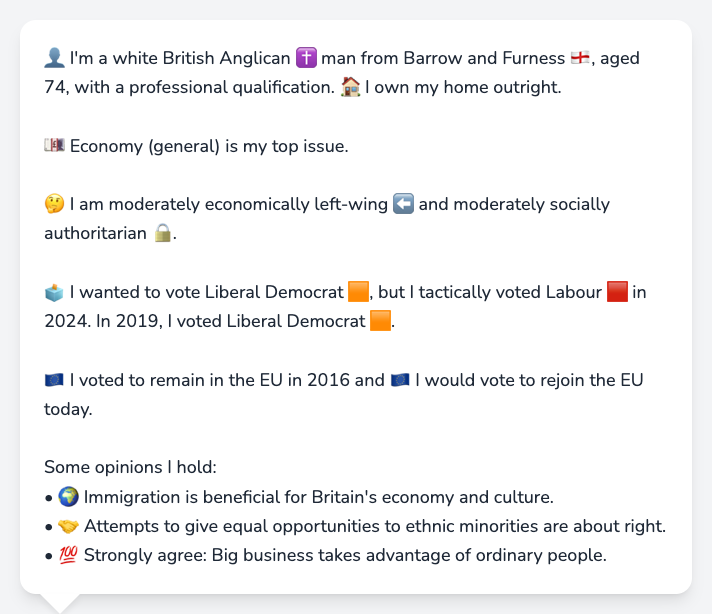 👤 I'm a white British Anglican ✝️ man from Barrow and Furness 🏴󠁧󠁢󠁥󠁮󠁧󠁿, aged
74, with a professional qualification. 🏠 I own my home outright.
💷 Economy (general) is my top issue.
🤔 I am moderately economically left-wing ⬅️ and moderately socially
authoritarian 🔒.
🗳️ I wanted to vote Liberal Democrat 🟧, but I tactically voted Labour 🟥 in
2024. In 2019, I voted Liberal Democrat 🟧.
🇪🇺 I voted to remain in the EU in 2016 and 🇪🇺 I would vote to rejoin the EU
today.
Some opinions I hold:
• 🌍 Immigration is beneficial for Britain's economy and culture.
• 🤝 Attempts to give equal opportunities to ethnic minorities are about right.
• 💯 Strongly agree: Big business takes advantage of ordinary people.